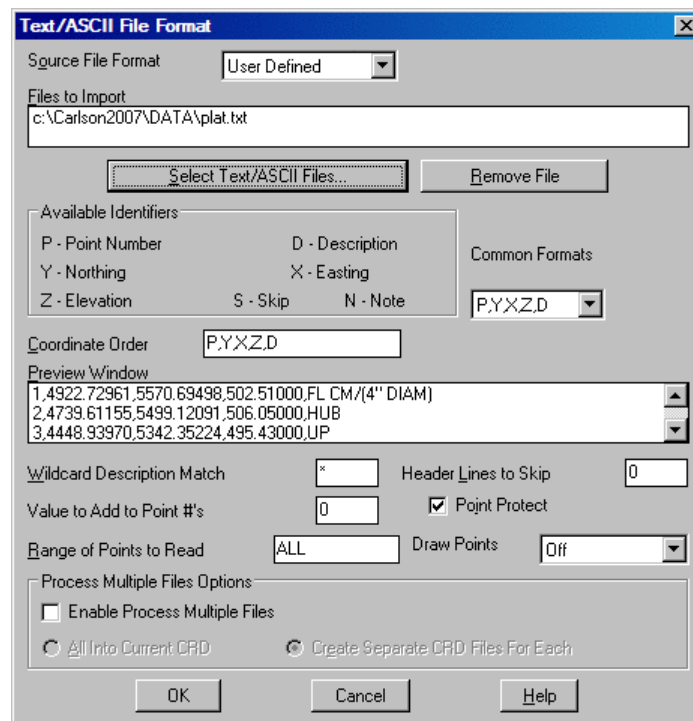 Text/ASCII File Format
Source File Format User Defined
Files to Import
c:\Carlson2007\DATA\plat.txt
Select Text/ASCII Files... Remove File
Available Identifiers
P - Point Number D - Description
Common Formats
Y - Northing X - Easting
Z - Elevation S - Skip N - Note
P,Y,X,Z,D
Coordinate Order P,Y,X,Z,D
Preview Window
1,4922.72961,5570.69498,502.51000,FL CM/(4" DIAM)
2,4739.61155,5499.12091,506.05000,HUB
3,4448.93970,5342.35224,495.43000,UP
Wildcard Description Match * Header Lines to Skip 0
Value to Add to Point #'s 0 Point Protect
Range of Points to Read ALL Draw Points Off
Process Multiple Files Options
Enable Process Multiple Files
All Into Current CRD Create Separate CRD Files For Each
OK Cancel Help